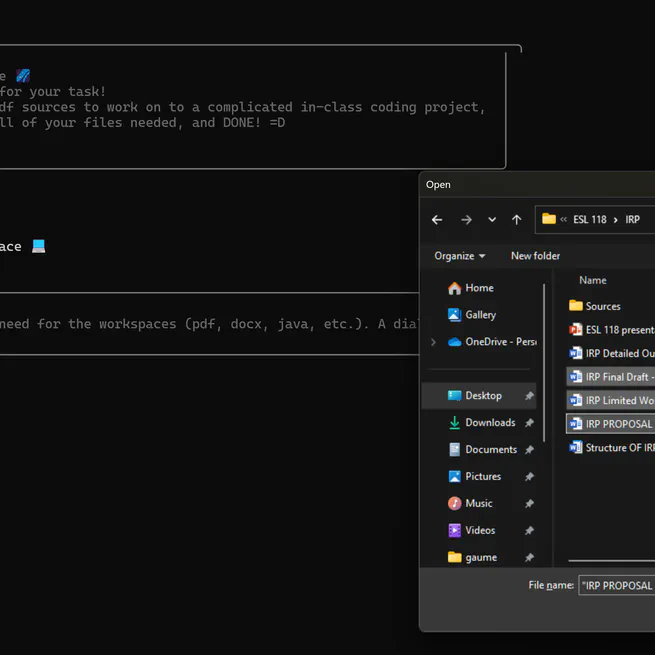 e
for your task!
df sources to work on to a complicated in-class coding project,
ll of your files needed, and DONE! =D
ace
need for the workspaces (pdf, docx, java, etc.). A dia
Open
« ESL 118 › IRP
Organize
New folder
Name
Home
Gallery
OneDrive - Pers
Desktop
Downloads
Documents
Pictures
Music
Videos
gaume
Sources
ESL 118 present
IRP Detailed Ou
IRP Final Draft -
IRP Limited Wo
IRP PROPOSAL
Structure OF IRP
File name:
"IRP PROPOSAL